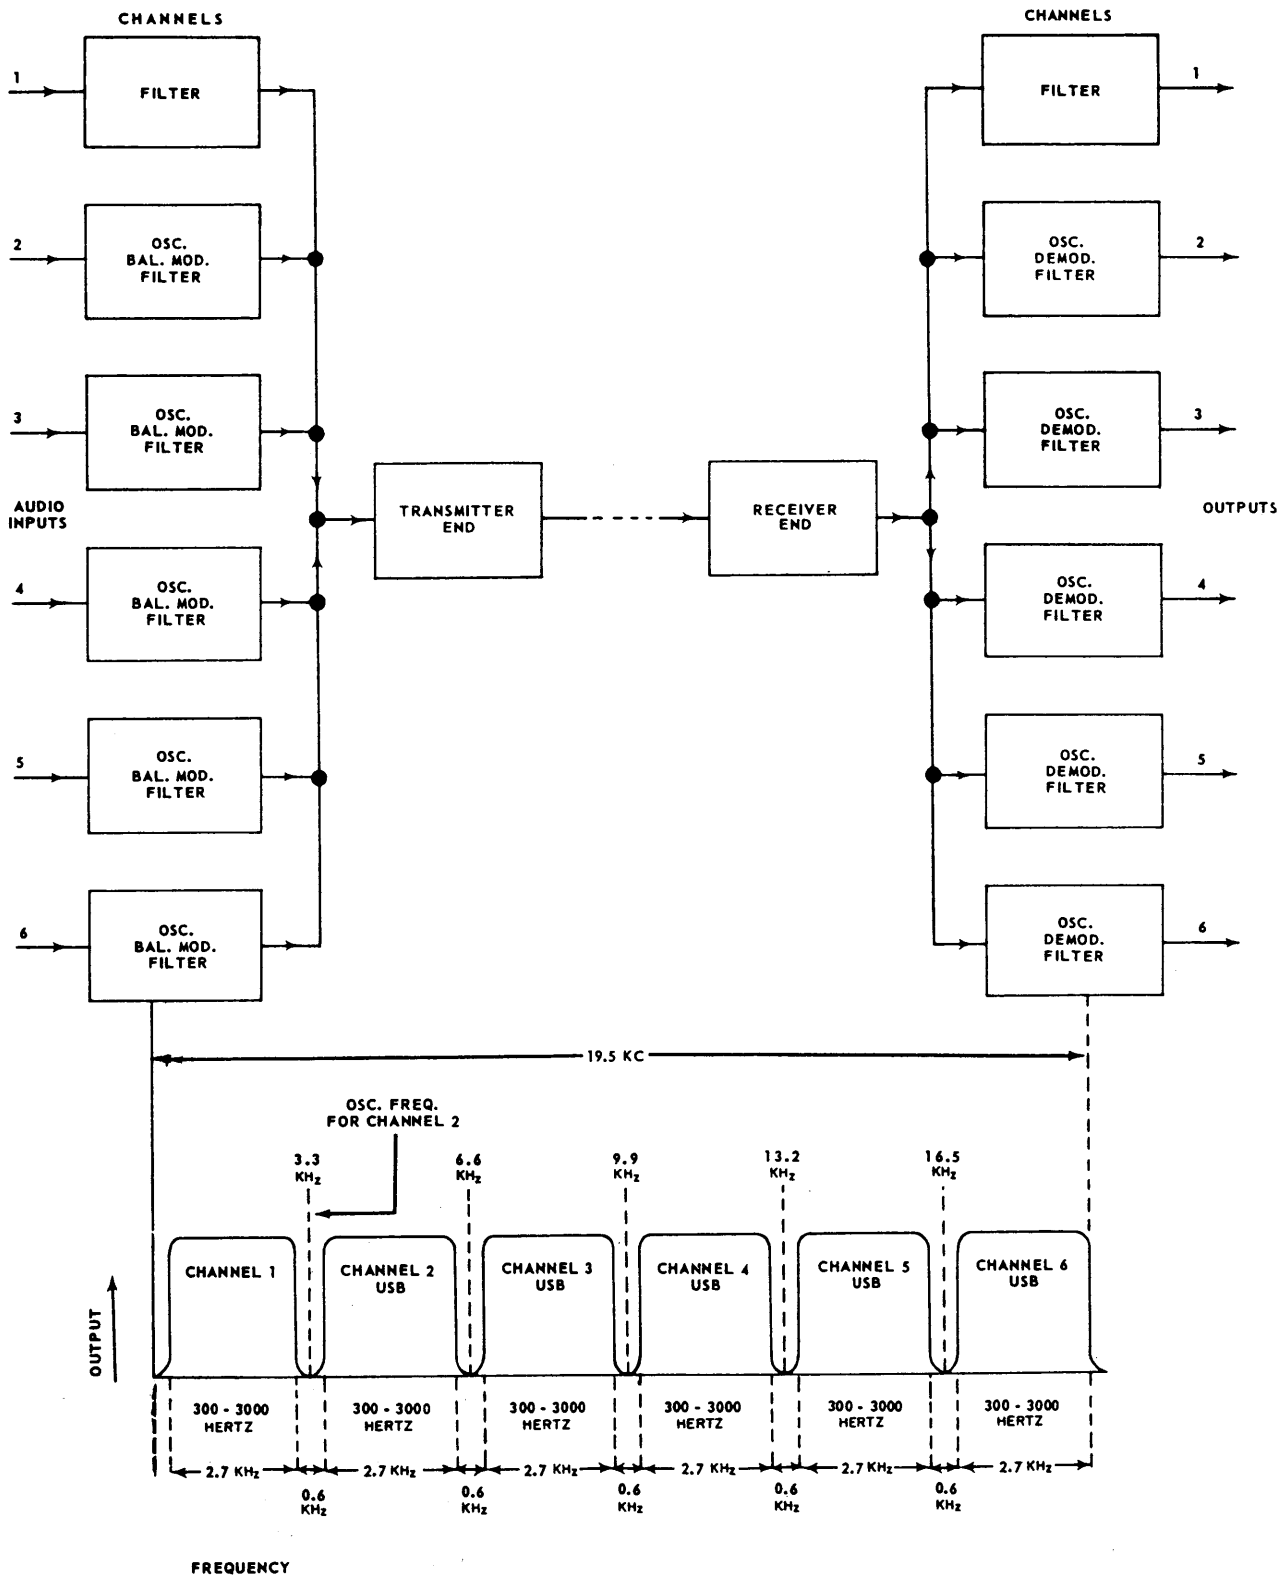 CHANNELS
CHANNELS
1
FILTER
FILTER
1
2
OSC.
BAL. MOD.
FILTER
OSC.
DEMOD.
FILTER
2
3
OSC.
BAL. MOD.
FILTER
OSC.
DEMOD.
FILTER
3
AUDIO
INPUTS
TRANSMITTER
END
RECEIVER
END
OUTPUTS
4
OSC.
BAL. MOD.
FILTER
OSC.
DEMOD.
FILTER
4
5
OSC.
BAL. MOD.
FILTER
OSC.
DEMOD.
FILTER
5
6
OSC.
BAL. MOD.
FILTER
OSC.
DEMOD.
FILTER
6
19.5 KC
OSC. FREQ.
FOR CHANNEL 2
3.3
KHz
6.6
KHz
9.9
KHz
13.2
KHz
16.5
KHz
CHANNEL 1
CHANNEL 2
USB
CHANNEL 3
USB
CHANNEL 4
USB
CHANNEL 5
USB
CHANNEL 6
USB
OUTPUT
300 - 3000
HERTZ
300 - 3000
HERTZ
300 - 3000
HERTZ
300 - 3000
HERTZ
300 - 3000
HERTZ
300 - 3000
HERTZ
2.7 KHz
2.7 KHz
2.7 KHz
2.7 KHz
2.7 KHz
2.7 KHz
0.6
KHz
0.6
KHz
0.6
KHz
0.6
KHz
0.6
KHz
FREQUENCY